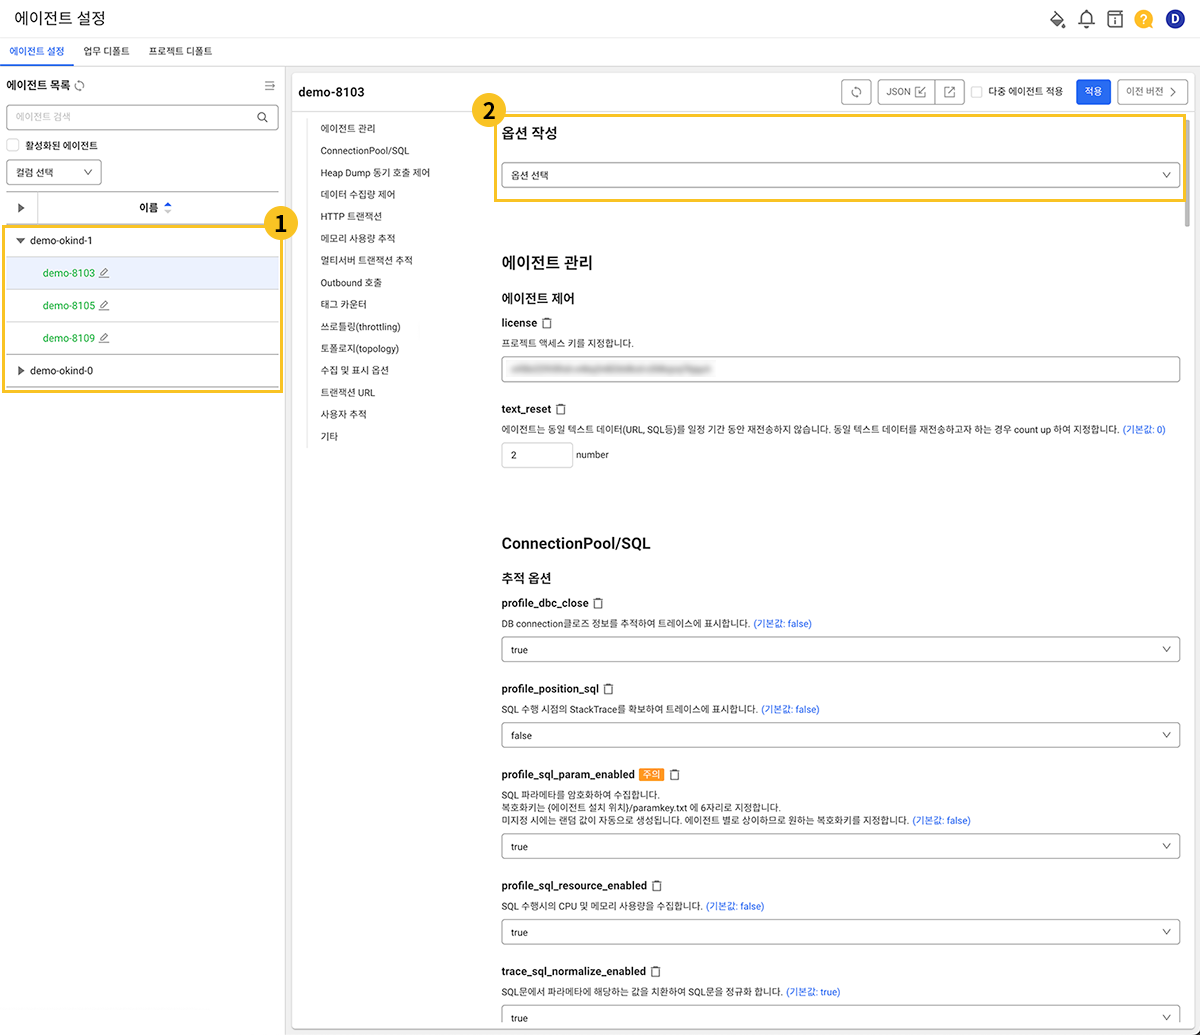 에이전트 설정
D
에이전트 설정 업무 디폴트 프로젝트 디폴트
에이전트 목록
에이전트 검색
활성화된 에이전트
컬럼 선택
이름
1
demo-okind-1
demo-8103
demo-8105
demo-8109
demo-okind-0
demo-8103
JSON
다중 에이전트 적용
적용
이전 버전
에이전트 관리
ConnectionPool/SQL
Heap Dump 동기 호출 제어
데이터 수집량 제어
HTTP 트랜잭션
메모리 사용량 추적
멀티서버 트랜잭션 추적
Outbound 호출
태그 카운터
쓰로틀링(throttling)
토폴로지(topology)
수집 및 표시 옵션
트랜잭션 URL
사용자 추적
기타
2
옵션 작성
옵션 선택
에이전트 관리
에이전트 제어
license
프로젝트 액세스 키를 지정합니다.
text_reset
에이전트는 동일 텍스트 데이터(URL, SQL등)를 일정 기간 동안 재전송하지 않습니다. 동일 텍스트 데이터를 재전송하고자 하는 경우 count up 하여 지정합니다. (기본값: 0)
2 number
ConnectionPool/SQL
추적 옵션
profile_dbc_close
DB connection클로즈 정보를 추적하여 트레이스에 표시합니다. (기본값: false)
true
profile_position_sql
SQL 수행 시점의 StackTrace를 확보하여 트레이스에 표시합니다. (기본값: false)
false
profile_sql_param_enabled 주의
SQL 파라메타를 암호화하여 수집합니다.
복호화키는 {에이전트 설치 위치}/paramkey.txt 에 6자리로 지정합니다.
미지정 시에는 랜덤 값이 자동으로 생성됩니다. 에이전트 별로 상이하므로 원하는 복호화키를 지정합니다. (기본값: false)
true
profile_sql_resource_enabled
SQL 수행시의 CPU 및 메모리 사용량을 수집합니다. (기본값: false)
true
trace_sql_normalize_enabled
SQL문에서 파라메타에 해당하는 값을 치환하여 SQL문을 정규화 합니다. (기본값: true)
true